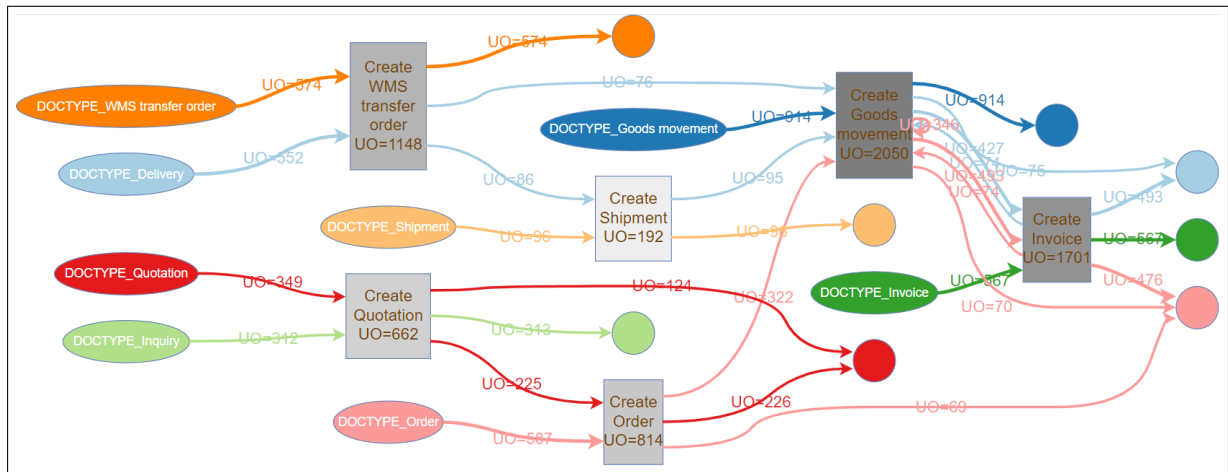 UO=574
Create
WMS
transfer
order
UO=1148
DOCTYPE_WMS transfer order
UO=574
UO=76
Create
Goods
movement
UO=2050
UO=914
DOCTYPE_Goods movement
UO=914
UO=346
UO=427
UO=74
UO=75
DOCTYPE_Delivery
UO=552
UO=86
UO=95
UO=493
UO=74
UO=493
Create
Shipment
UO=192
DOCTYPE_Shipment
UO=96
UO=96
Create
Invoice
UO=1701
UO=567
DOCTYPE_Quotation
UO=349
Create
Quotation
UO=662
UO=124
UO=322
DOCTYPE_Invoice
UO=567
UO=476
UO=70
DOCTYPE_Inquiry
UO=312
UO=313
UO=225
Create
Order
UO=814
UO=226
UO=69
DOCTYPE_Order
UO=587